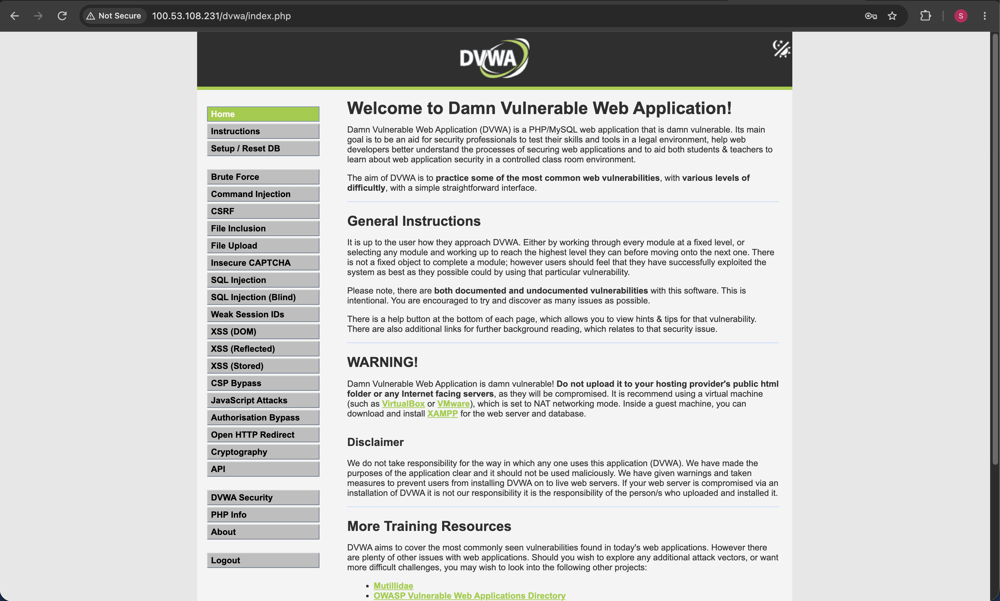 Not Secure
100.53.108.231/dvwa/index.php
S
DVWA
Home
Instructions
Setup / Reset DB
Brute Force
Command Injection
CSRF
File Inclusion
File Upload
Insecure CAPTCHA
SQL Injection
SQL Injection (Blind)
Weak Session IDs
XSS (DOM)
XSS (Reflected)
XSS (Stored)
CSP Bypass
JavaScript Attacks
Authorisation Bypass
Open HTTP Redirect
Cryptography
API
DVWA Security
PHP Info
About
Logout
Welcome to Damn Vulnerable Web Application!
Damn Vulnerable Web Application (DVWA) is a PHP/MySQL web application that is damn vulnerable. Its main
goal is to be an aid for security professionals to test their skills and tools in a legal environment, help web
developers better understand the processes of securing web applications and to aid both students & teachers to
learn about web application security in a controlled class room environment.
The aim of DVWA is to practice some of the most common web vulnerabilities, with various levels of
difficultly, with a simple straightforward interface.
General Instructions
It is up to the user how they approach DVWA. Either by working through every module at a fixed level, or
selecting any module and working up to reach the highest level they can before moving onto the next one. There
is not a fixed object to complete a module; however users should feel that they have successfully exploited the
system as best as they possible could by using that particular vulnerability.
Please note, there are both documented and undocumented vulnerabilities with this software. This is
intentional. You are encouraged to try and discover as many issues as possible.
There is a help button at the bottom of each page, which allows you to view hints & tips for that vulnerability.
There are also additional links for further background reading, which relates to that security issue.
WARNING!
Damn Vulnerable Web Application is damn vulnerable! Do not upload it to your hosting provider's public html
folder or any Internet facing servers, as they will be compromised. It is recommend using a virtual machine
(such as VirtualBox or VMware), which is set to NAT networking mode. Inside a guest machine, you can
download and install XAMPP for the web server and database.
Disclaimer
We do not take responsibility for the way in which any one uses this application (DVWA). We have made the
purposes of the application clear and it should not be used maliciously. We have given warnings and taken
measures to prevent users from installing DVWA on to live web servers. If your web server is compromised via an
installation of DVWA it is not our responsibility it is the responsibility of the person/s who uploaded and installed it.
More Training Resources
DVWA aims to cover the most commonly seen vulnerabilities found in today's web applications. However there
are plenty of other issues with web applications. Should you wish to explore any additional attack vectors, or want
more difficult challenges, you may wish to look into the following other projects:
• Mutillidae
• OWASP Vulnerable Web Applications Directory